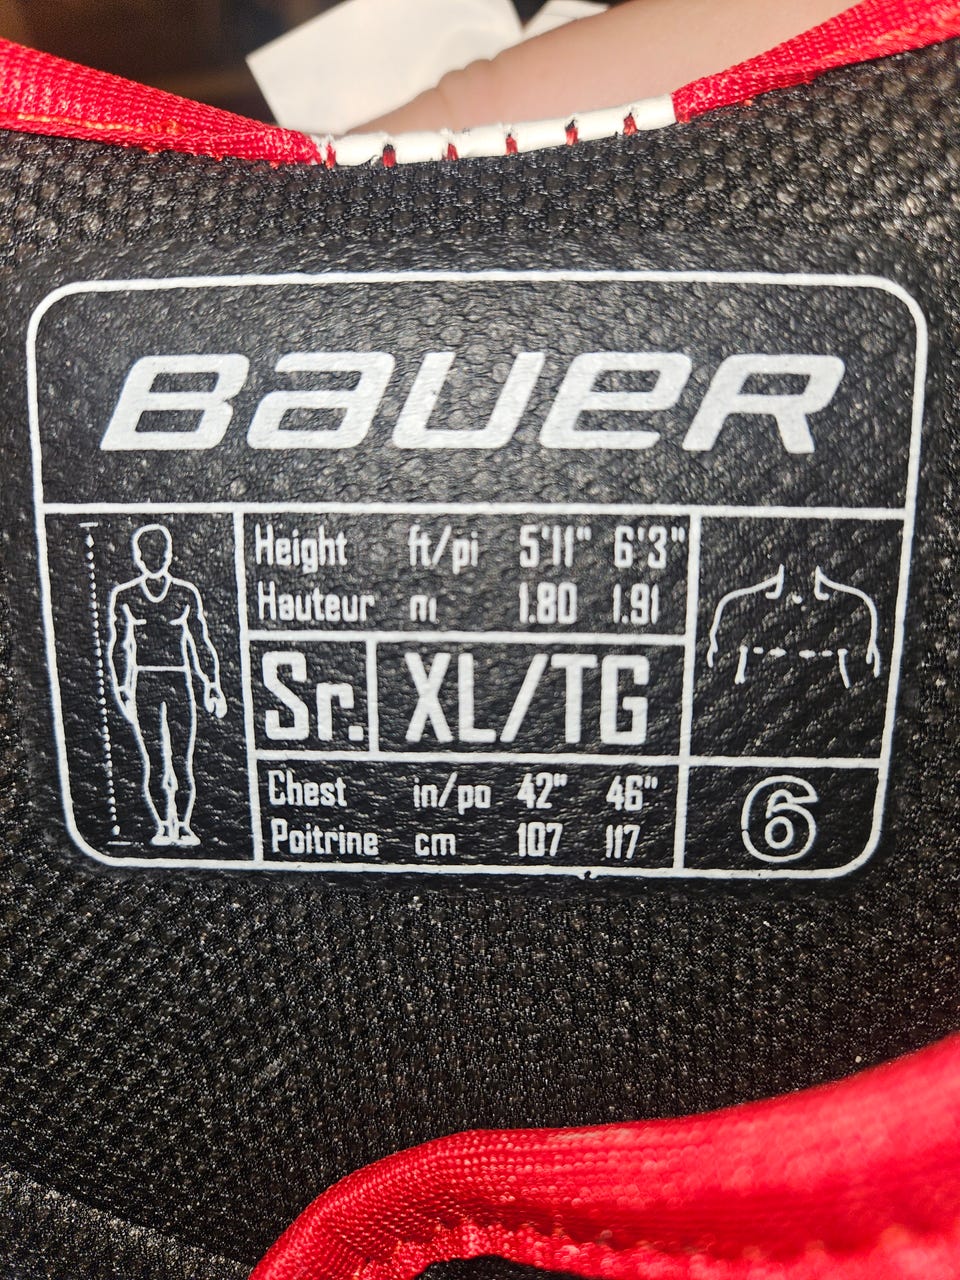 BAUER
Height ft/pi 5'11" 6'3"
Hauteur m 1.80 1.91
Sr. XL/TG
Chest in/po 42" 46"
Poitrine cm 107 117
6